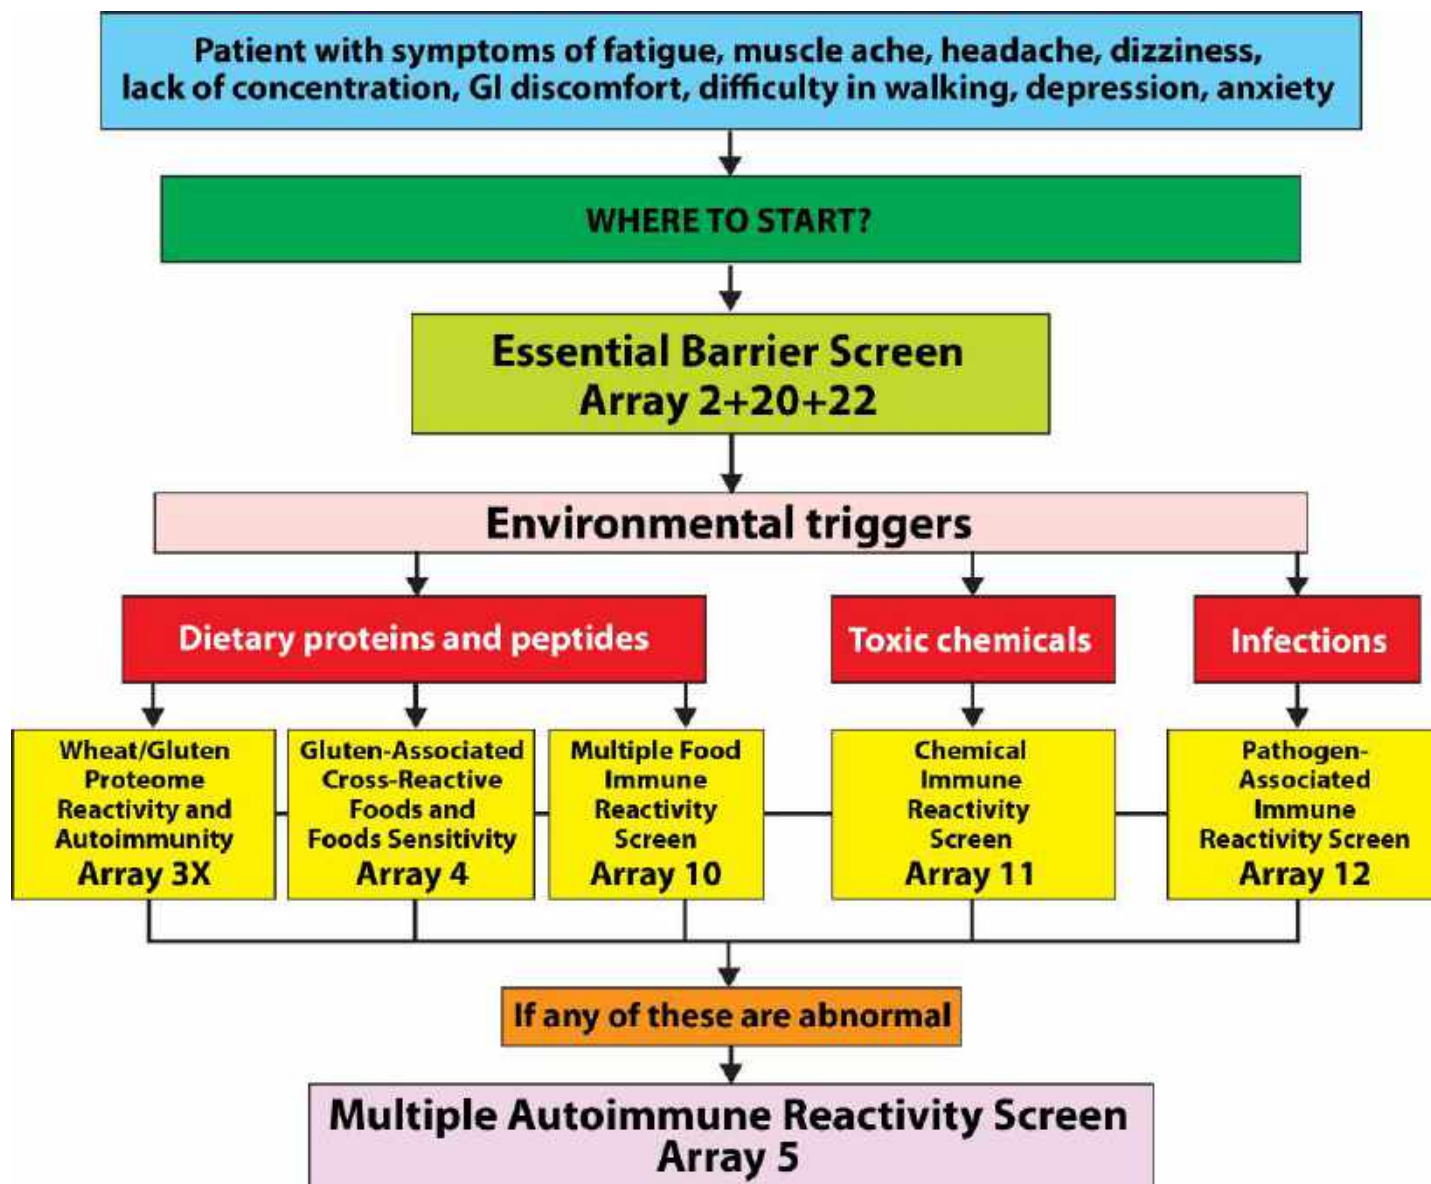 Patient with symptoms of fatigue, muscle ache, headache, dizziness,
lack of concentration, GI discomfort, difficulty in walking, depression, anxiety
WHERE TO START?
Essential Barrier Screen
Array 2+20+22
Environmental triggers
Dietary proteins and peptides
Toxic chemicals
Infections
Wheat/Gluten
Proteome
Reactivity and
Autoimmunity
Array 3X
Gluten-Associated
Cross-Reactive
Foods and
Foods Sensitivity
Array 4
Multiple Food
Immune
Reactivity
Screen
Array 10
Chemical
Immune
Reactivity
Screen
Array 11
Pathogen-
Associated
Immune
Reactivity Screen
Array 12
If any of these are abnormal
Multiple Autoimmune Reactivity Screen
Array 5